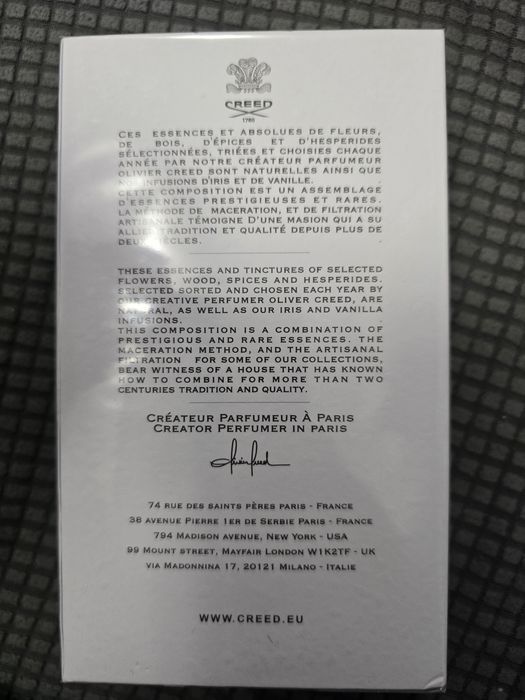 CREED
1760
CES ESSENCES ET ABSOLUES DE FLEURS,
DE BOIS, D'ÉPICES ET D'HESPERIDES
SÉLECTIONNÉES, TRIÉES ET CHOISIES CHAQUE
ANNÉE PAR NOTRE CRÉATEUR PARFUMEUR
OLIVIER CREED SONT NATURELLES AINSI QUE
NOS INFUSIONS D'IRIS ET DE VANILLE.
CETTE COMPOSITION EST UN ASSEMBLAGE
D'ESSENCES PRESTIGIEUSES ET RARES.
LA MÉTHODE DE MACERATION, ET DE FILTRATION
ARTISANALE TÉMOIGNE D'UNE MASION QUI A SU
ALLIER TRADITION ET QUALITÉ DEPUIS PLUS DE
DEUX SIÈCLES.
THESE ESSENCES AND TINCTURES OF SELECTED
FLOWERS, WOOD, SPICES AND HESPERIDES.
SELECTED SORTED AND CHOSEN EACH YEAR BY
OUR CREATIVE PERFUMER OLIVER CREED, ARE
NATURAL, AS WELL AS OUR IRIS AND VANILLA
INFUSIONS.
THIS COMPOSITION IS A COMBINATION OF
PRESTIGIOUS AND RARE ESSENCES. THE
MACERATION METHOD, AND THE ARTISANAL
FILTRATION FOR SOME OF OUR COLLECTIONS,
BEAR WITNESS OF A HOUSE THAT HAS KNOWN
HOW TO COMBINE FOR MORE THAN TWO
CENTURIES TRADITION AND QUALITY.
CRÉATEUR PARFUMEUR À PARIS
CREATOR PERFUMER IN PARIS
74 RUE DES SAINTS PÈRES PARIS - FRANCE
38 AVENUE PIERRE 1ER DE SERBIE PARIS - FRANCE
794 MADISON AVENUE, NEW YORK - USA
99 MOUNT STREET, MAYFAIR LONDON W1K2TF - UK
VIA MADONNINA 17, 20121 MILANO - ITALIE
WWW.CREED.EU